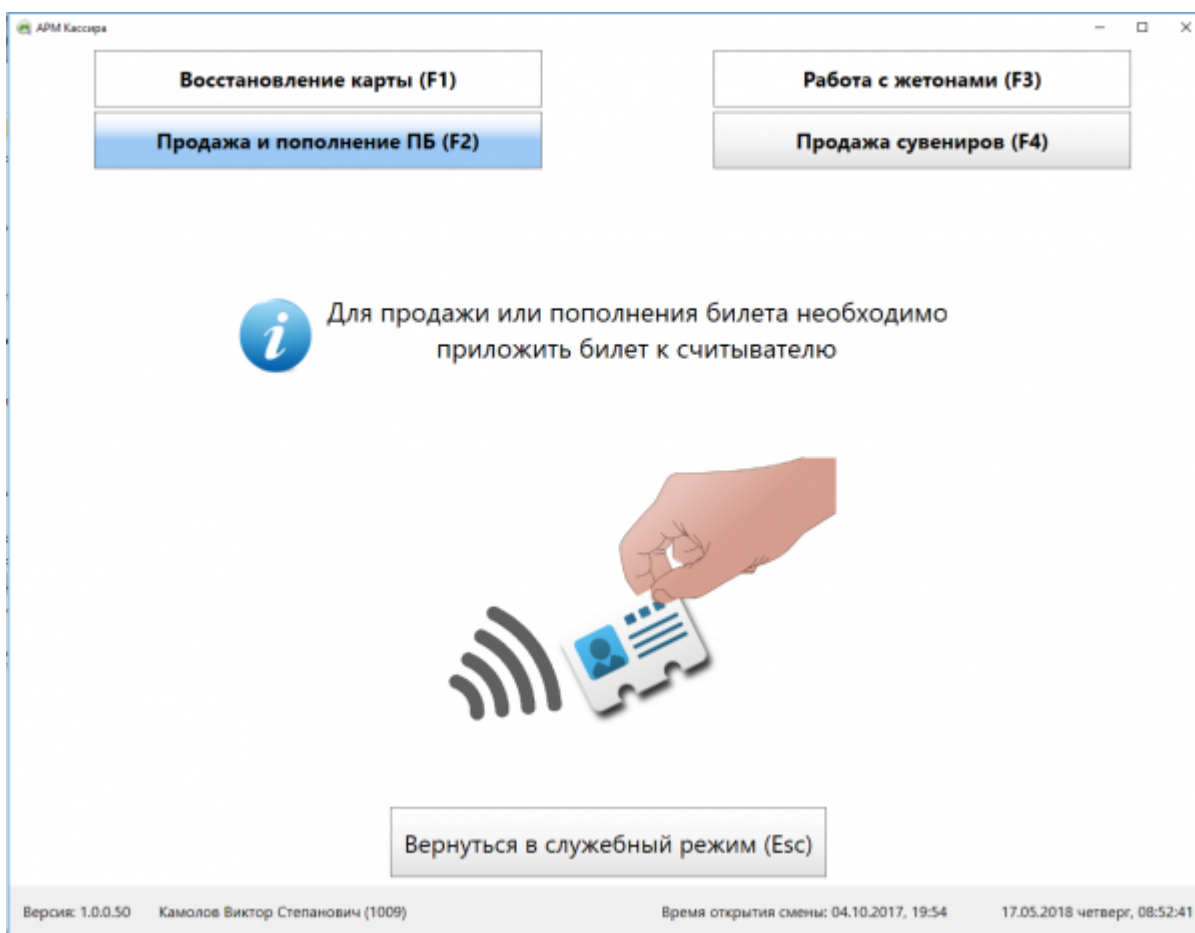 АРМ Кассира
Восстановление карты (F1)
Работа с жетонами (F3)
Продажа и пополнение ПБ (F2)
Продажа сувениров (F4)
Для продажи или пополнения билета необходимо
приложить билет к считывателю
Вернуться в служебный режим (Esc)
Версия: 1.0.0.50 Камолов Виктор Степанович (1009) Время открытия смены: 04.10.2017, 19:54 17.05.2018 четверг, 08:52:41